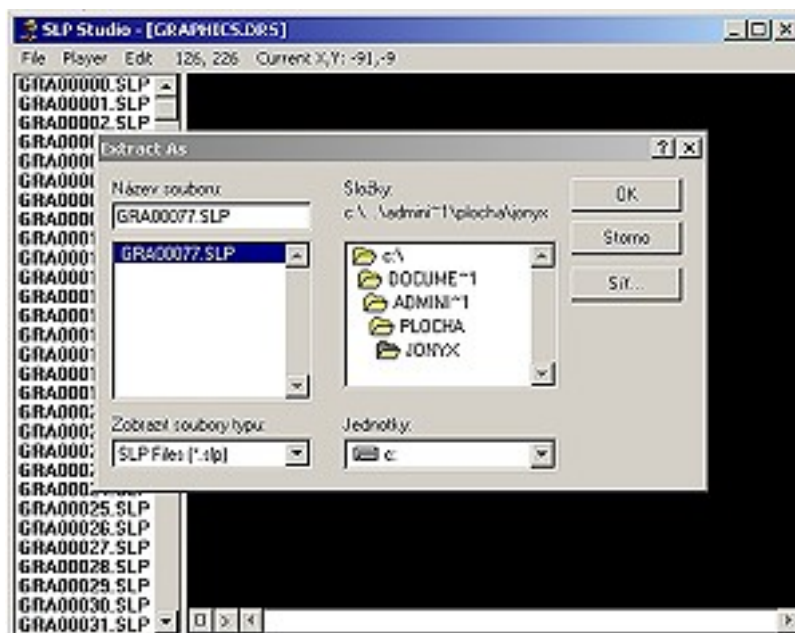 SLP Studio - [GRAPHICS.DRS]
File Player Edit 126, 226 Current X,Y: -91,-9
GRA00000.SLP
GRA00001.SLP
GRA00002.SLP
Extract As
Název souboru:
GRA00077.SLP
GRA00077.SLP
Zobrazit soubory typu:
SLP Files (*.slp)
Složky:
c:\...\admini~1\plocha\jonyx
c:\
DOCUME~1
ADMINI~1
PLOCHA
JONYX
Jednotky:
c:
OK
Storno
Síť...
GRA00025.SLP
GRA00026.SLP
GRA00027.SLP
GRA00028.SLP
GRA00029.SLP
GRA00030.SLP
GRA00031.SLP